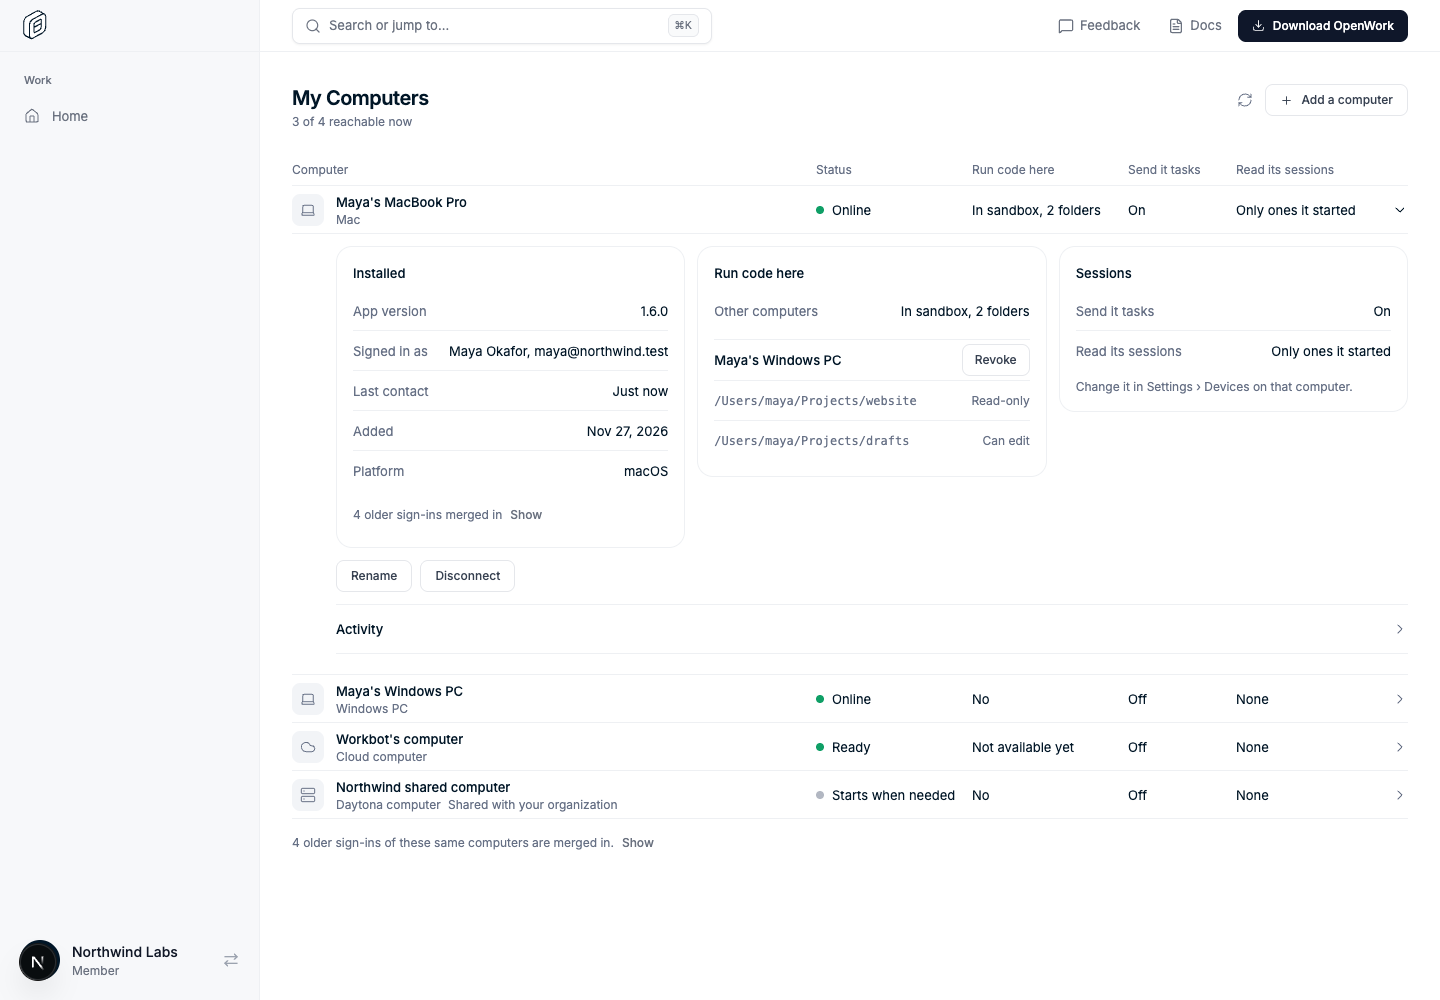 Search or jump to...
⌘K
Feedback
Docs
Download OpenWork
Work
Home
My Computers
3 of 4 reachable now
Add a computer
Computer Status Run code here Send it tasks Read its sessions
Maya's MacBook Pro
Mac
Online In sandbox, 2 folders On Only ones it started
Installed
App version 1.6.0
Signed in as Maya Okafor, maya@northwind.test
Last contact Just now
Added Nov 27, 2026
Platform macOS
4 older sign-ins merged in Show
Run code here
Other computers In sandbox, 2 folders
Maya's Windows PC Revoke
/Users/maya/Projects/website Read-only
/Users/maya/Projects/drafts Can edit
Sessions
Send it tasks On
Read its sessions Only ones it started
Change it in Settings › Devices on that computer.
Rename Disconnect
Activity
Maya's Windows PC
Windows PC
Online No Off None
Workbot's computer
Cloud computer
Ready Not available yet Off None
Northwind shared computer
Daytona computer Shared with your organization
Starts when needed No Off None
4 older sign-ins of these same computers are merged in. Show
N
Northwind Labs
Member